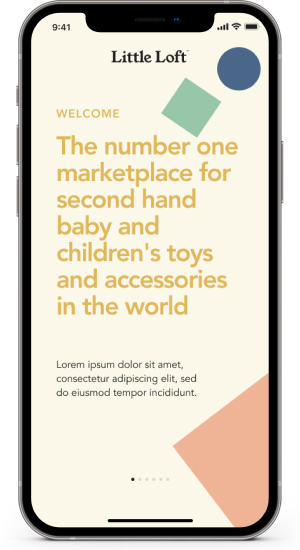 9:41
Little Loft
WELCOME
The number one
marketplace for
second hand
baby and
children's toys
and accessories
in the world
Lorem ipsum dolor sit amet,
consectetur adipiscing elit, sed
do eiusmod tempor incididunt.